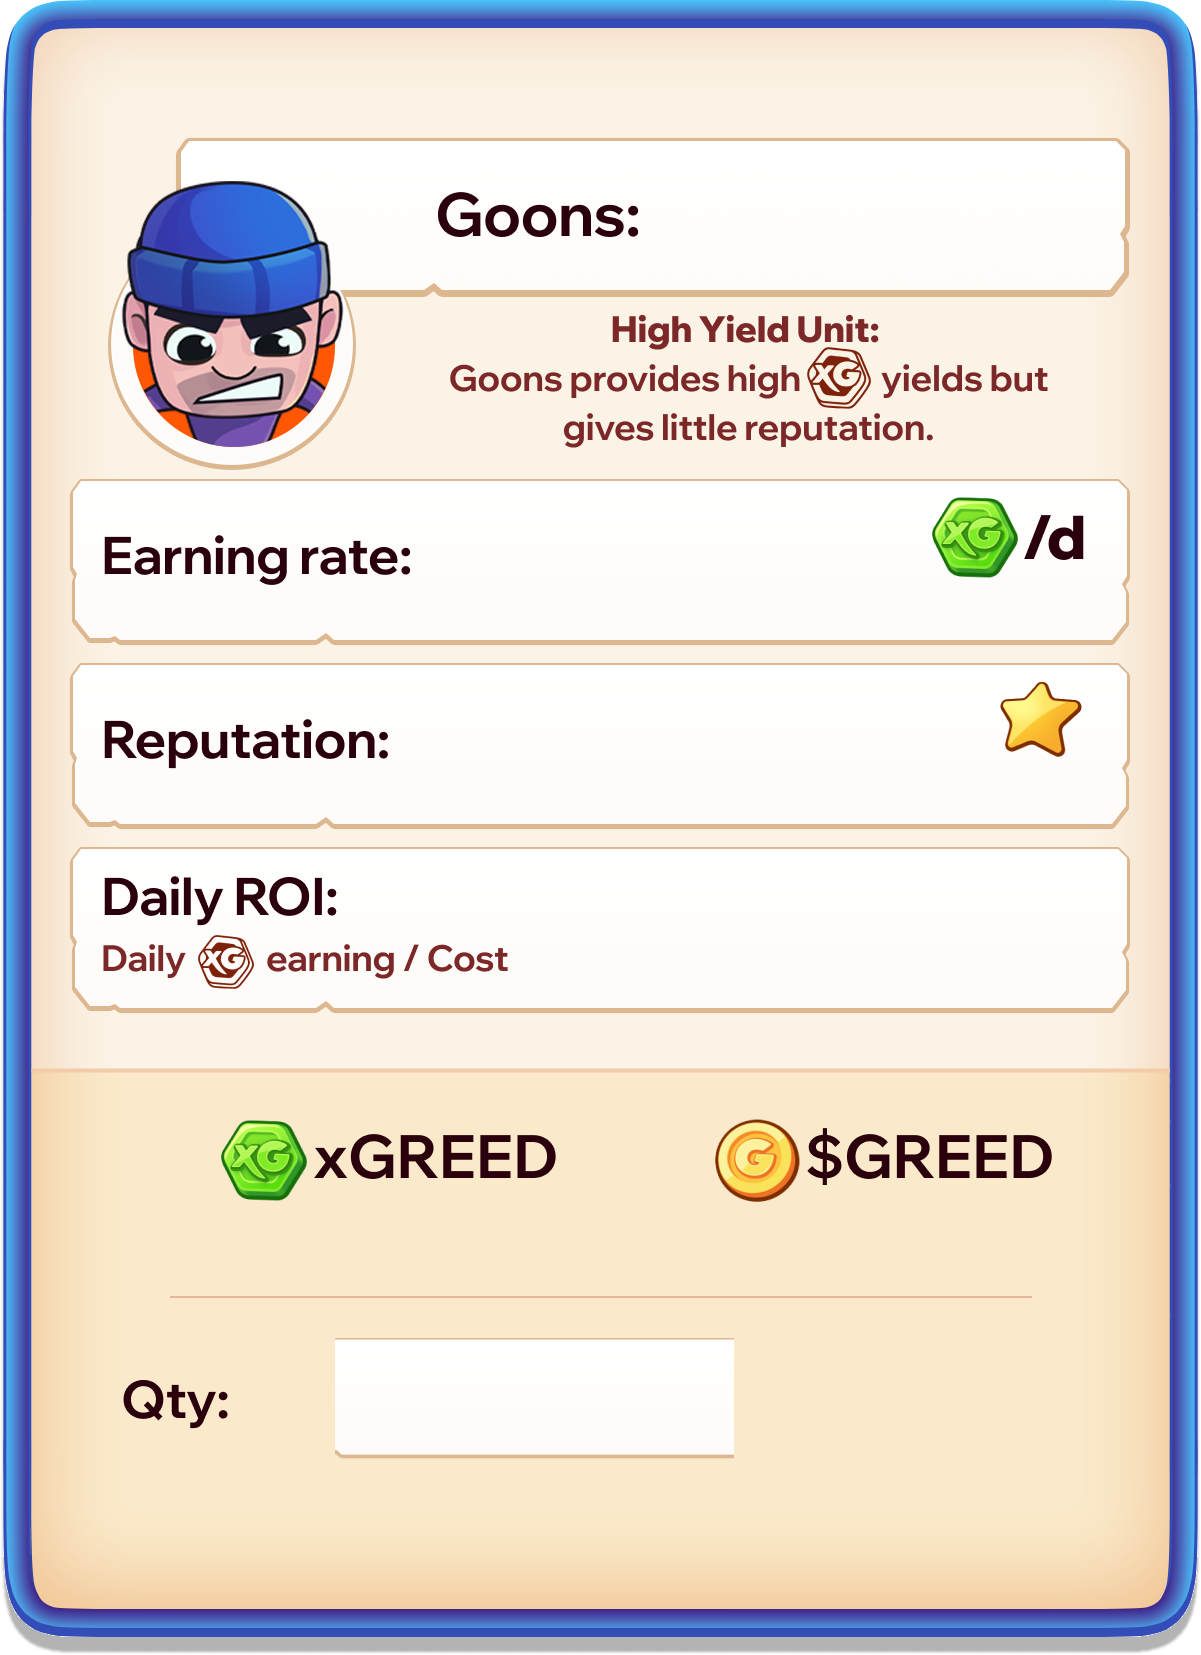 Goons:
High Yield Unit:
Goons provides high XG yields but
gives little reputation.
Earning rate:
XG /d
Reputation:
Daily ROI:
Daily XG earning / Cost
XG xGREED
G $GREED
Qty: